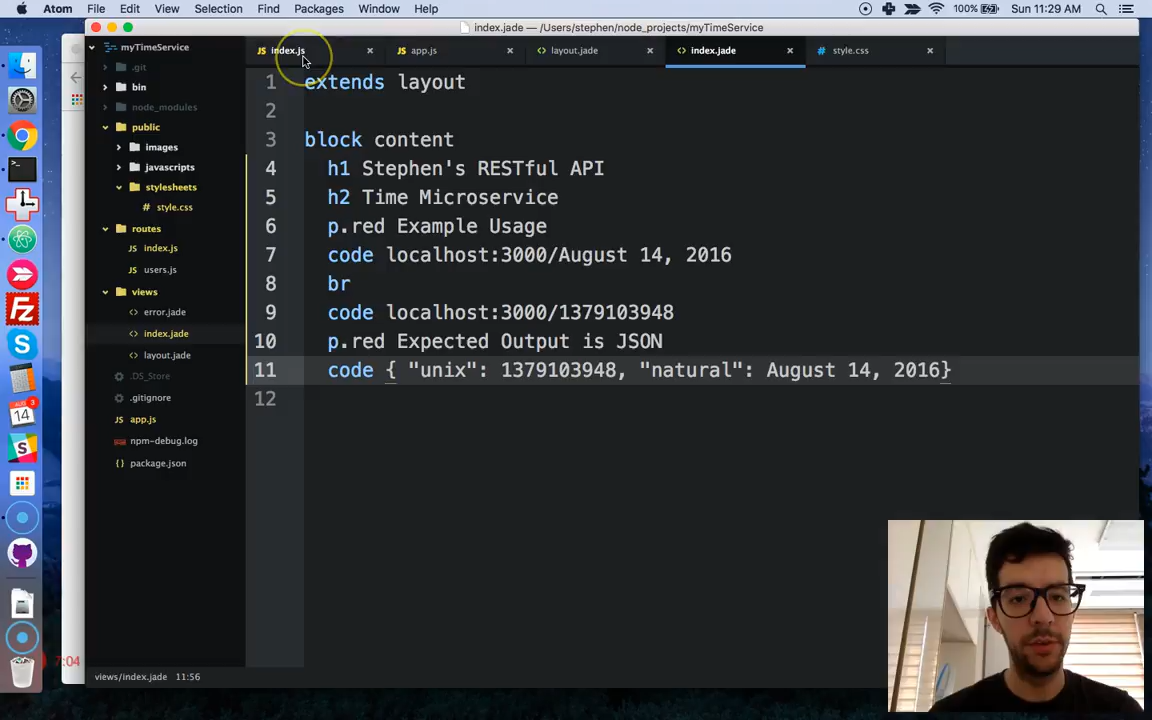 Atom File Edit View Selection Find Packages Window Help 100% Sun 11:29 AM
index.jade — /Users/stephen/node_projects/myTimeService
myTimeService
.git
bin
node_modules
public
images
javascripts
stylesheets
style.css
routes
index.js
users.js
views
error.jade
index.jade
layout.jade
.DS_Store
.gitignore
app.js
npm-debug.log
package.json
index.js app.js layout.jade index.jade style.css
1 extends layout
2
3 block content
4 h1 Stephen's RESTful API
5 h2 Time Microservice
6 p.red Example Usage
7 code localhost:3000/August 14, 2016
8 br
9 code localhost:3000/1379103948
10 p.red Expected Output is JSON
11 code { "unix": 1379103948, "natural": August 14, 2016}
12
views/index.jade 11:56
3
14
7:04